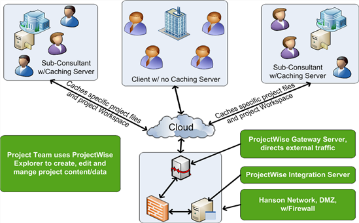 Sub-Consultant
w/Caching Server
Client w/ no Caching Server
Sub-Consultant
w/Caching Server
Caches specific project files
and project Workspace
Caches specific project files
and project Workspace
Cloud
Project Team uses ProjectWise
Explorer to create, edit and
mange project content/data
ProjectWise Gateway Server,
directs external traffic
ProjectWise Integration Server
Hanson Network, DMZ,
w/Firewall